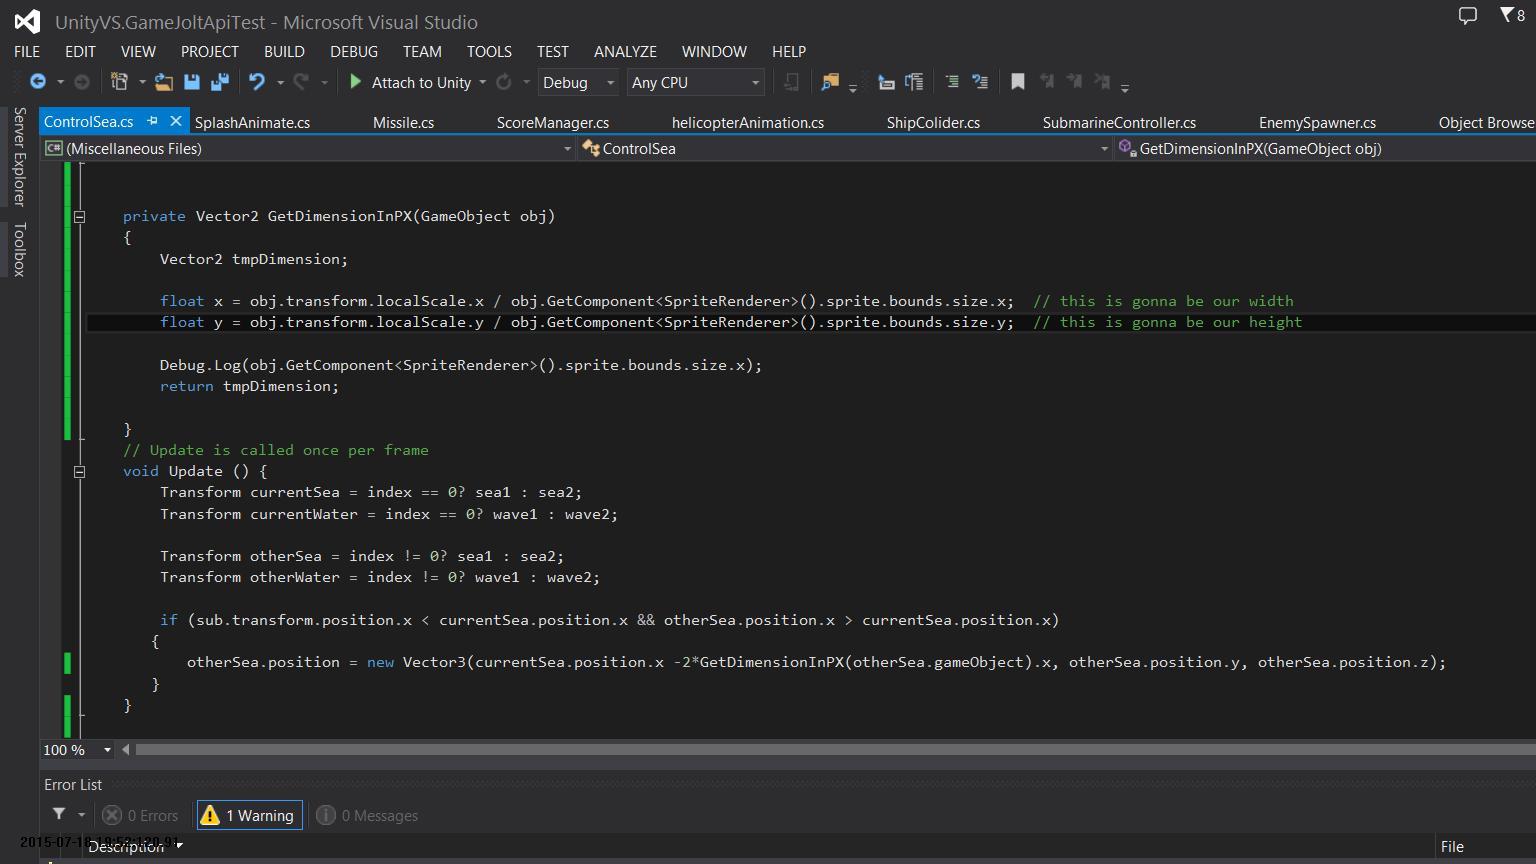 UnityVS.GameJoltApiTest - Microsoft Visual Studio
8
FILE EDIT VIEW PROJECT BUILD DEBUG TEAM TOOLS TEST ANALYZE WINDOW HELP
Attach to Unity Debug Any CPU
ControlSea.cs SplashAnimate.cs Missile.cs ScoreManager.cs helicopterAnimation.cs ShipColider.cs SubmarineController.cs EnemySpawner.cs Object Browse
C# (Miscellaneous Files) ControlSea GetDimensionInPX(GameObject obj)
Server Explorer
Toolbox
private Vector2 GetDimensionInPX(GameObject obj)
{
Vector2 tmpDimension;
float x = obj.transform.localScale.x / obj.GetComponent<SpriteRenderer>().sprite.bounds.size.x; // this is gonna be our width
float y = obj.transform.localScale.y / obj.GetComponent<SpriteRenderer>().sprite.bounds.size.y; // this is gonna be our height
Debug.Log(obj.GetComponent<SpriteRenderer>().sprite.bounds.size.x);
return tmpDimension;
}
// Update is called once per frame
void Update () {
Transform currentSea = index == 0? sea1 : sea2;
Transform currentWater = index == 0? wave1 : wave2;
Transform otherSea = index != 0? sea1 : sea2;
Transform otherWater = index != 0? wave1 : wave2;
if (sub.transform.position.x < currentSea.position.x && otherSea.position.x > currentSea.position.x)
{
otherSea.position = new Vector3(currentSea.position.x -2*GetDimensionInPX(otherSea.gameObject).x, otherSea.position.y, otherSea.position.z);
}
}
100 %
Error List
0 Errors 1 Warning 0 Messages
Description File